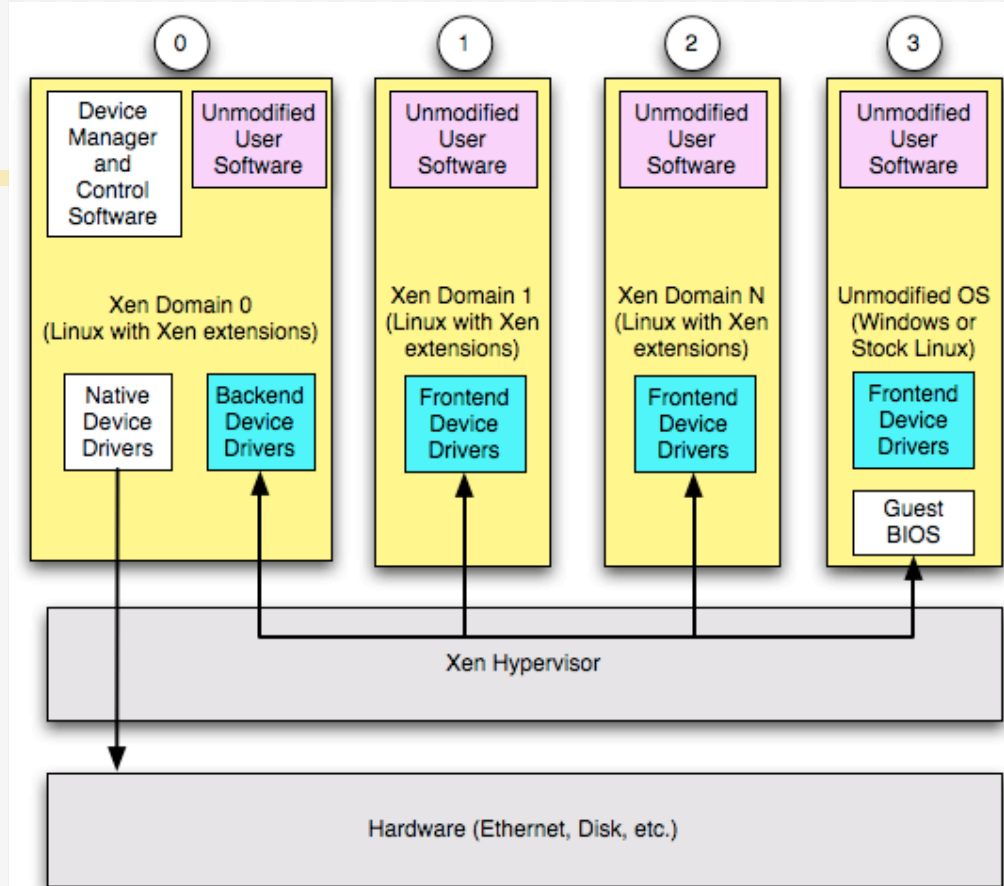 0
1
2
3
Device
Manager
and
Control
Software
Unmodified
User
Software
Xen Domain 0
(Linux with Xen extensions)
Native
Device
Drivers
Backend
Device
Drivers
Unmodified
User
Software
Xen Domain 1
(Linux with Xen
extensions)
Frontend
Device
Drivers
Unmodified
User
Software
Xen Domain N
(Linux with Xen
extensions)
Frontend
Device
Drivers
Unmodified
User
Software
Unmodified OS
(Windows or
Stock Linux)
Frontend
Device
Drivers
Guest
BIOS
Xen Hypervisor
Hardware (Ethernet, Disk, etc.)